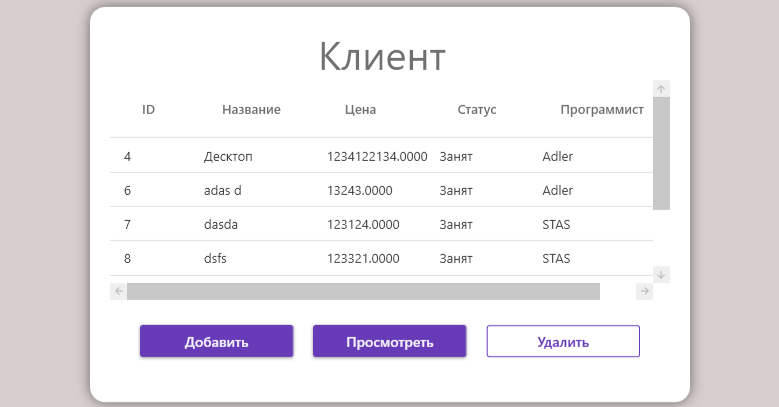 Клиент
ID Название Цена Статус Программист
4 Десктоп 1234122134.0000 Занят Adler
6 adas d 13243.0000 Занят Adler
7 dasda 123124.0000 Занят STAS
8 dsfs 123321.0000 Занят STAS
Добавить Просмотреть Удалить